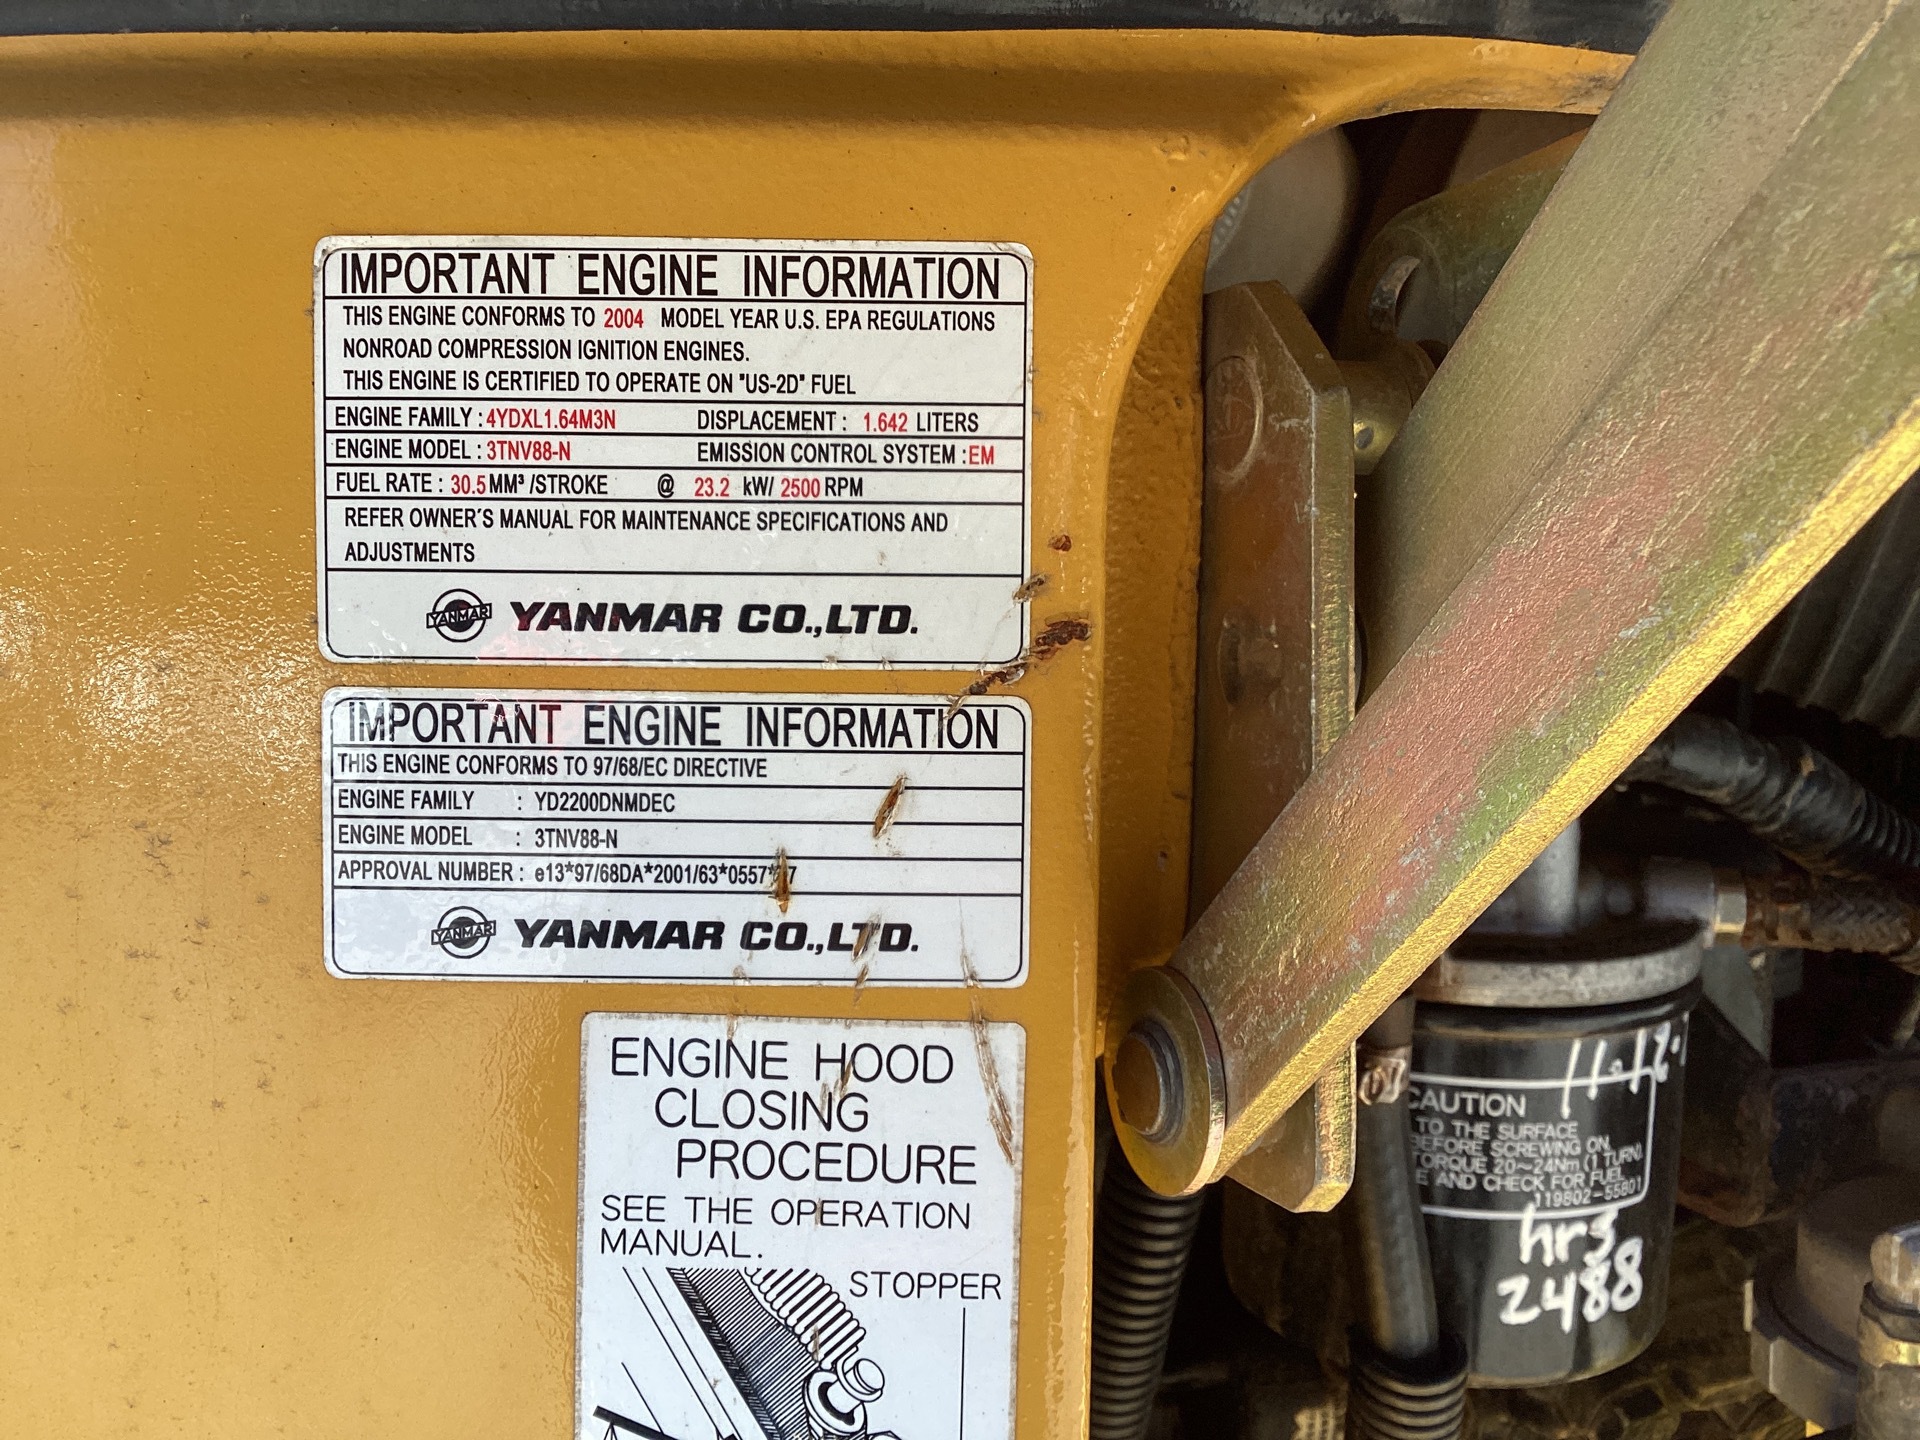 IMPORTANT ENGINE INFORMATION
THIS ENGINE CONFORMS TO 2004 MODEL YEAR U.S. EPA REGULATIONS
NONROAD COMPRESSION IGNITION ENGINES.
THIS ENGINE IS CERTIFIED TO OPERATE ON "US-2D" FUEL
ENGINE FAMILY : 4YDXL1.64M3N DISPLACEMENT : 1.642 LITERS
ENGINE MODEL : 3TNV88-N EMISSION CONTROL SYSTEM : EM
FUEL RATE : 30.5 MM³ /STROKE @ 23.2 kW/ 2500 RPM
REFER OWNER'S MANUAL FOR MAINTENANCE SPECIFICATIONS AND
ADJUSTMENTS
YANMAR YANMAR CO.,LTD.
IMPORTANT ENGINE INFORMATION
THIS ENGINE CONFORMS TO 97/68/EC DIRECTIVE
ENGINE FAMILY : YD2200DNMDEC
ENGINE MODEL : 3TNV88-N
APPROVAL NUMBER :
YANMAR YANMAR CO.,LTD.
ENGINE HOOD
CLOSING
PROCEDURE
SEE THE OPERATION
MANUAL.
STOPPER
CAUTION
TO THE SURFACE
BEFORE SCREWING ON,
TORQUE 20~24Nm (1 TURN)
AND CHECK FOR FUEL
119802-55801
hrs
2488